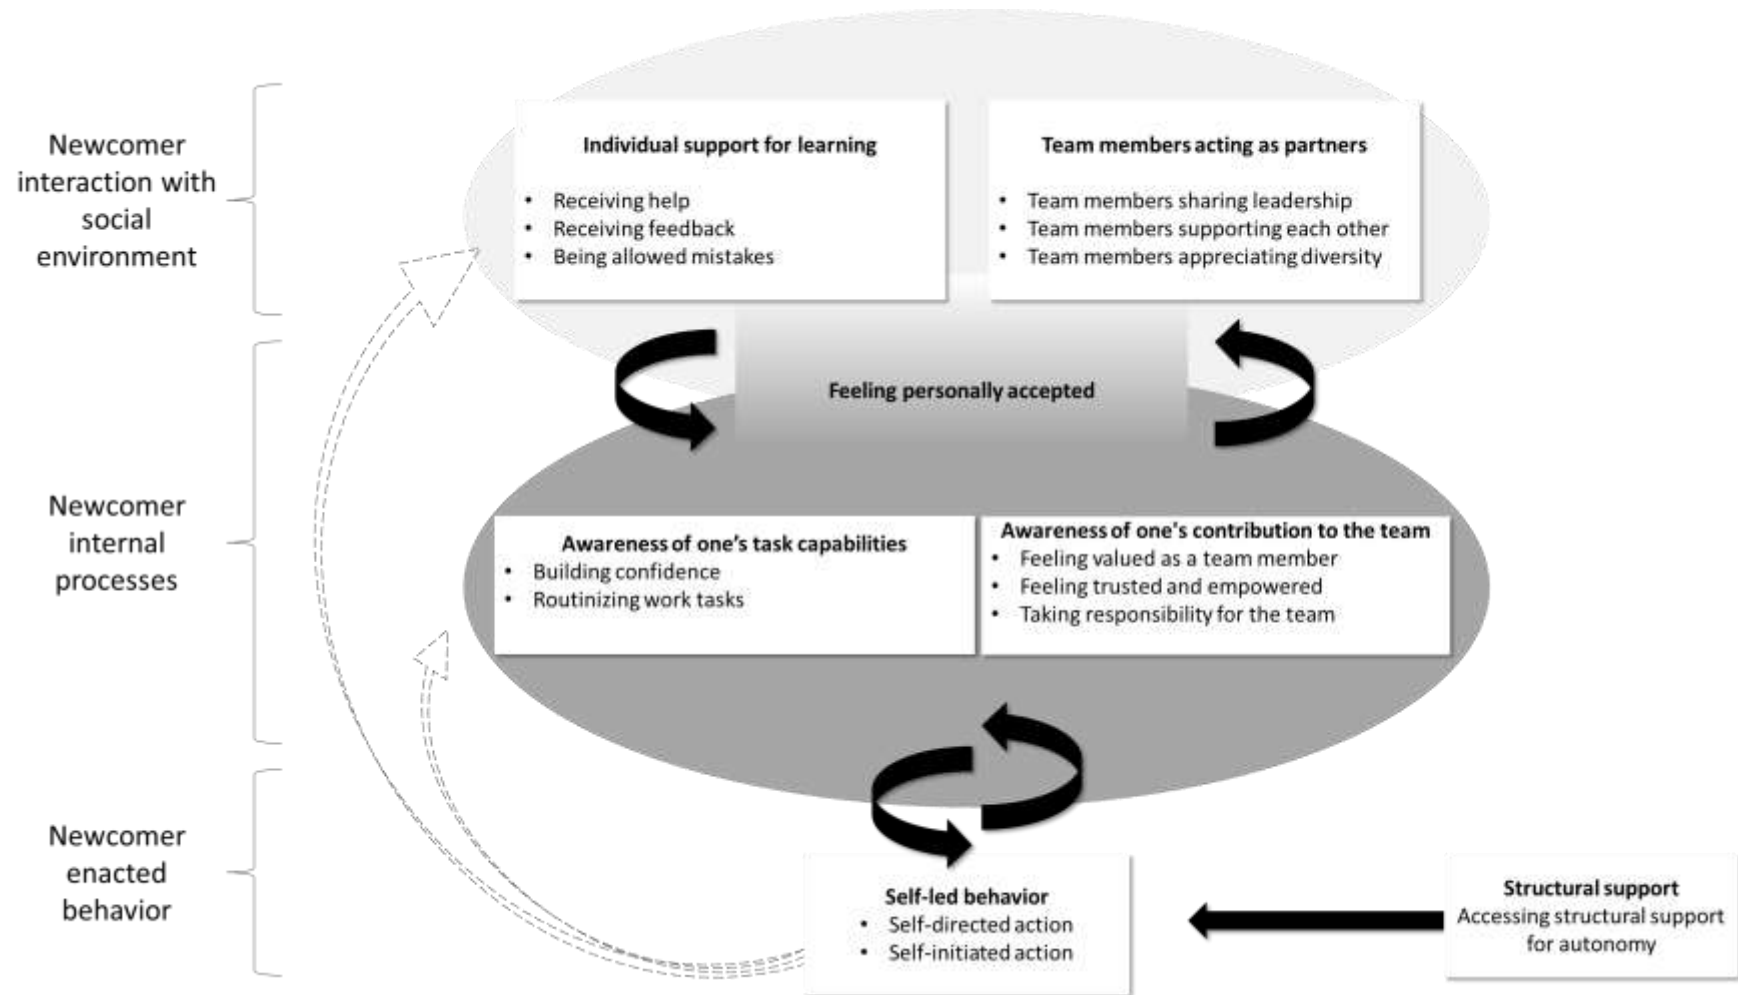 Newcomer
interaction with
social
environment
Individual support for learning
• Receiving help
• Receiving feedback
• Being allowed mistakes
Team members acting as partners
• Team members sharing leadership
• Team members supporting each other
• Team members appreciating diversity
Feeling personally accepted
Newcomer
internal
processes
Awareness of one’s task capabilities
• Building confidence
• Routinizing work tasks
Awareness of one's contribution to the team
• Feeling valued as a team member
• Feeling trusted and empowered
• Taking responsibility for the team
Newcomer
enacted
behavior
Self-led behavior
• Self-directed action
• Self-initiated action
Structural support
Accessing structural support
for autonomy